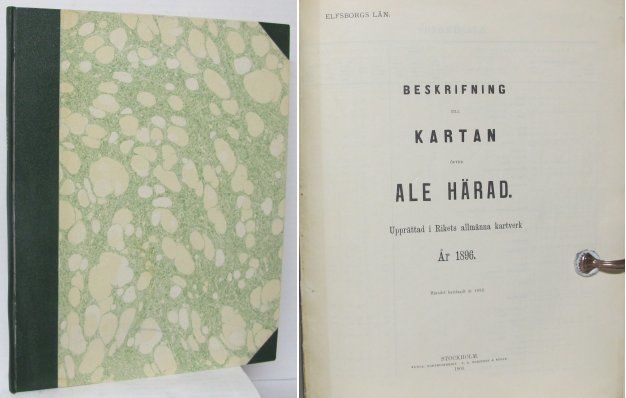 ELFSBORGS LÄN.
BESKRIFNING
TILL
KARTAN
ÖFVER
ALE HÄRAD.
Upprättad i Rikets allmänna kartverk
År 1896.
STOCKHOLM,